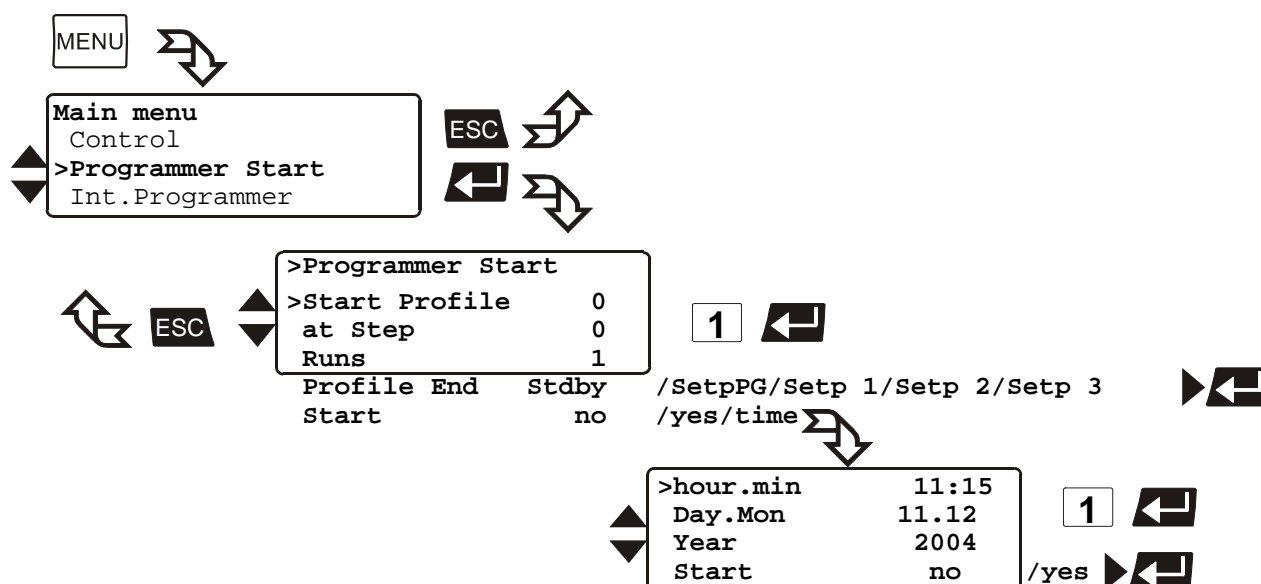 MENU
Main menu
Control
>Programmer Start
Int.Programmer
ESC
>Programmer Start
>Start Profile 0
at Step 0
Runs 1
Profile End Stdby /SetpPG/Setp 1/Setp 2/Setp 3
Start no /yes/time
ESC
1
>hour.min 11:15
Day.Mon 11.12
Year 2004
Start no /yes
1